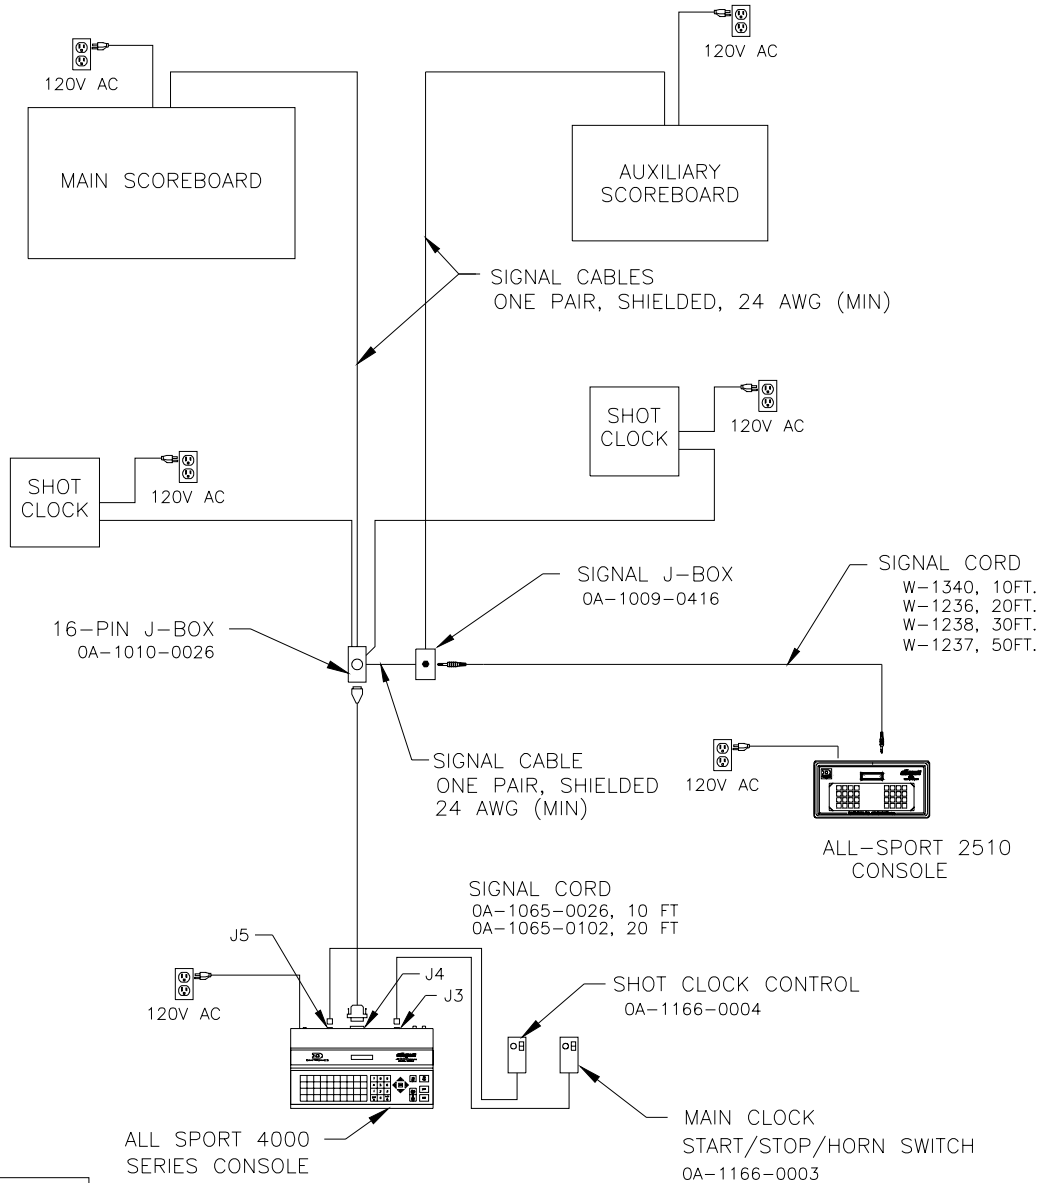 120V AC
120V AC
MAIN SCOREBOARD
AUXILIARY
SCOREBOARD
SIGNAL CABLES
ONE PAIR, SHIELDED, 24 AWG (MIN)
SHOT
CLOCK
120V AC
SHOT
CLOCK
120V AC
SIGNAL CORD
W-1340, 10FT.
W-1236, 20FT.
W-1238, 30FT.
W-1237, 50FT.
SIGNAL J-BOX
0A-1009-0416
16-PIN J-BOX
0A-1010-0026
SIGNAL CABLE
ONE PAIR, SHIELDED
24 AWG (MIN)
120V AC
ALL-SPORT 2510
CONSOLE
SIGNAL CORD
0A-1065-0026, 10 FT
0A-1065-0102, 20 FT
J5
J4
J3
120V AC
SHOT CLOCK CONTROL
0A-1166-0004
MAIN CLOCK
START/STOP/HORN SWITCH
0A-1166-0003
ALL SPORT 4000
SERIES CONSOLE